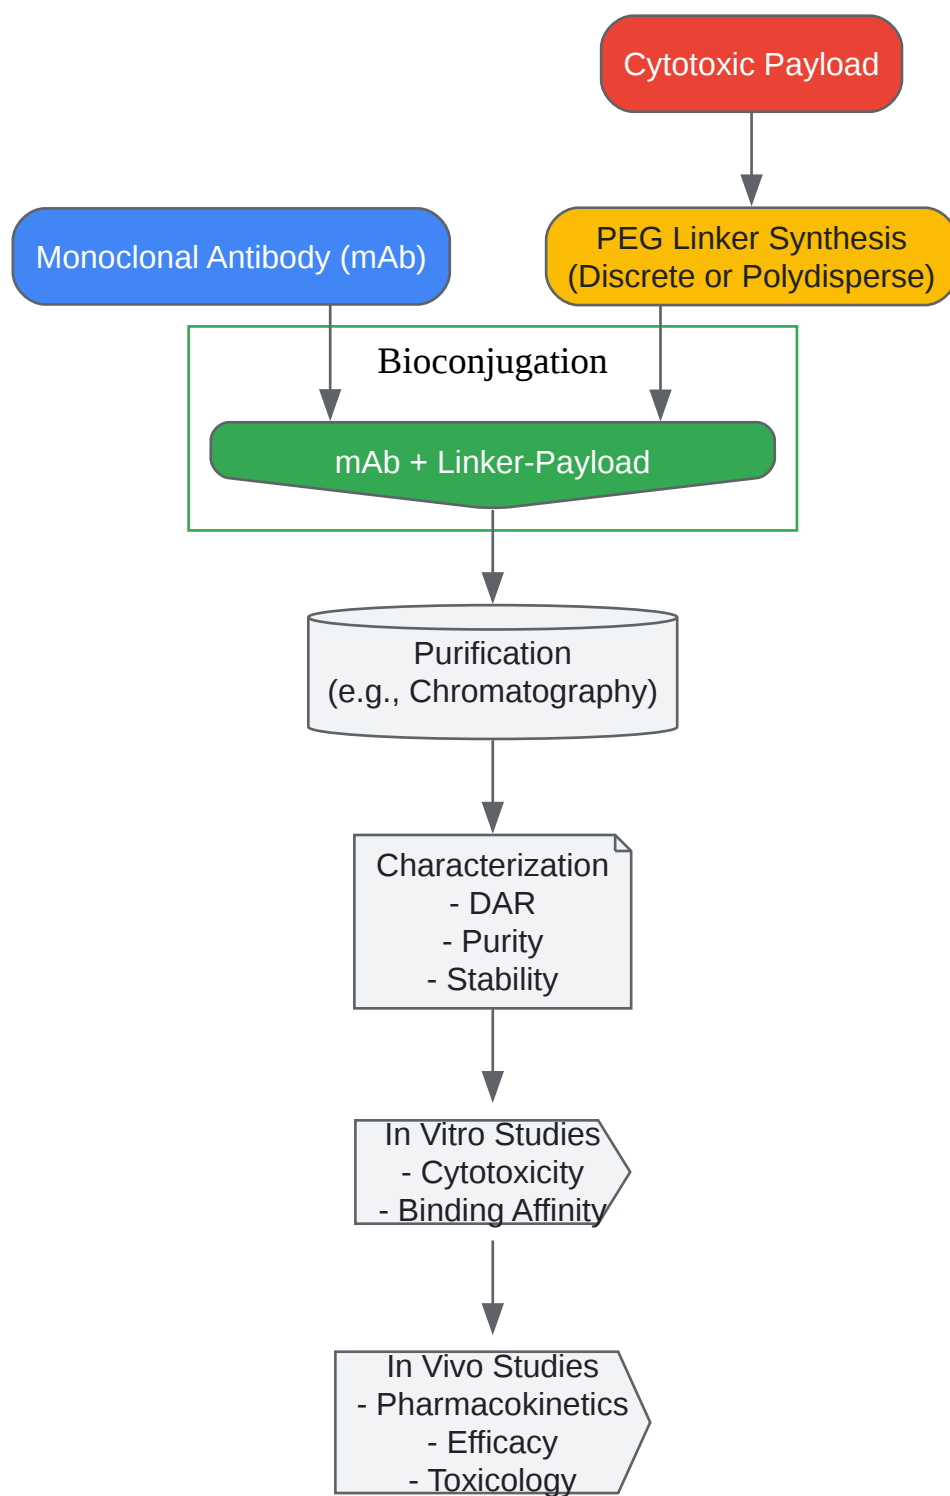 Cytotoxic Payload
Monoclonal Antibody (mAb)
PEG Linker Synthesis
(Discrete or Polydisperse)
Bioconjugation
mAb + Linker-Payload
Purification
(e.g., Chromatography)
Characterization
- DAR
- Purity
- Stability
In Vitro Studies
- Cytotoxicity
- Binding Affinity
In Vivo Studies
- Pharmacokinetics
- Efficacy
- Toxicology